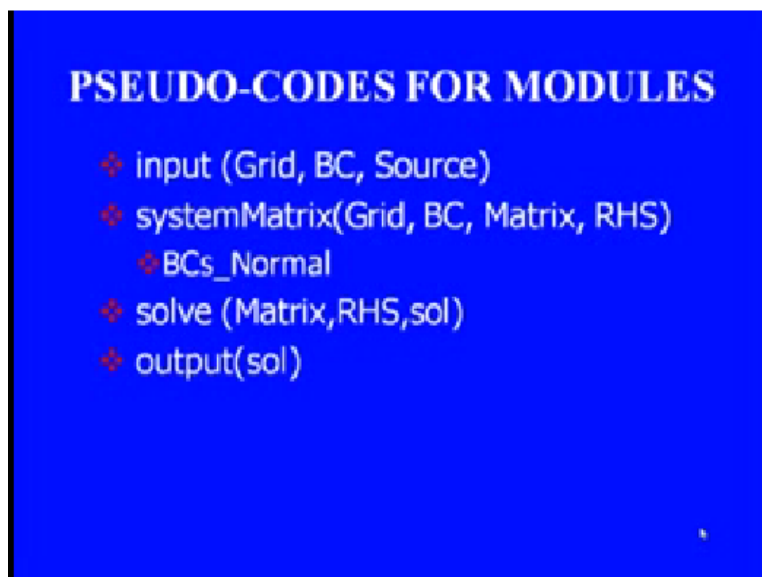 PSEUDO-CODES FOR MODULES
input (Grid, BC, Source)
systemMatrix(Grid, BC, Matrix, RHS)
BCs_Normal
solve (Matrix,RHS,sol)
output(sol)